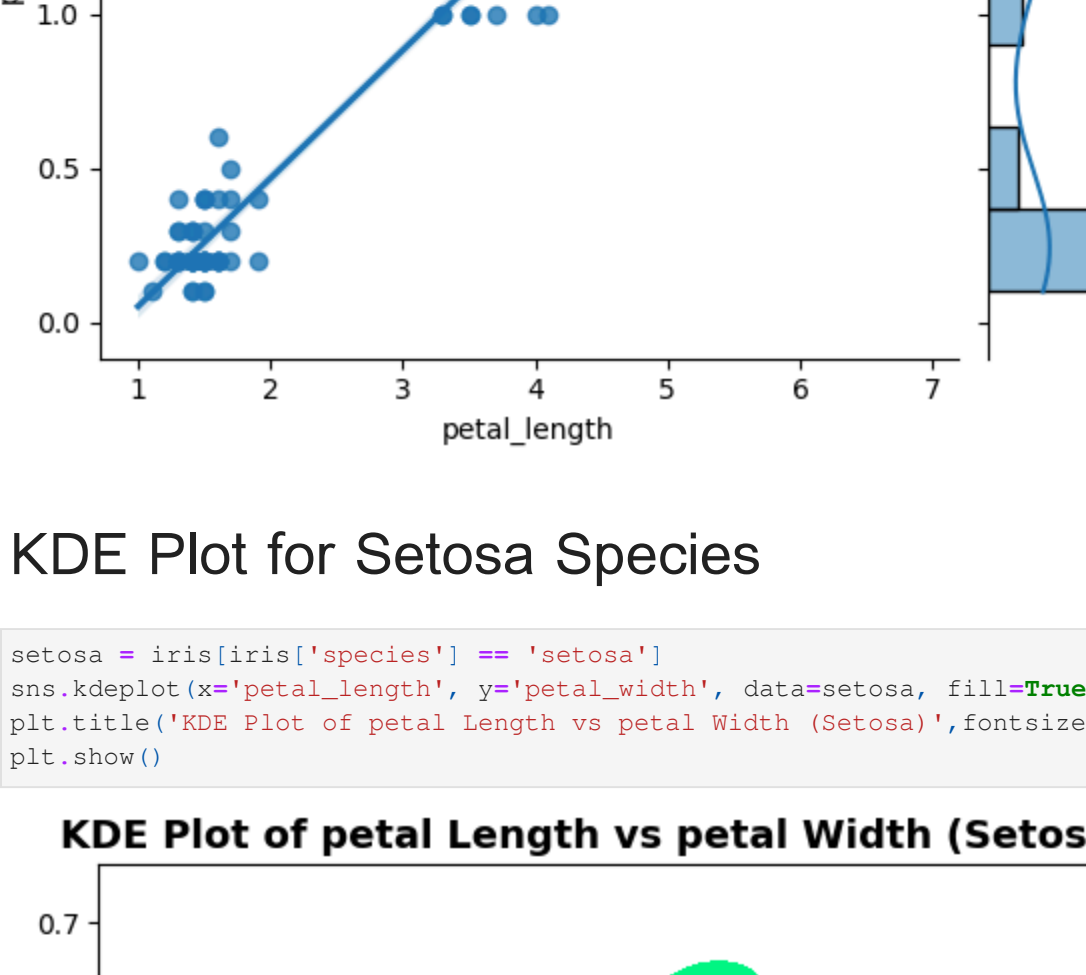 1.0
0.5
0.0
1 2 3 4 5 6 7
petal_length
KDE Plot for Setosa Species
setosa = iris[iris['species'] == 'setosa']
sns.kdeplot(x='petal_length', y='petal_width', data=setosa, fill=True
plt.title('KDE Plot of petal Length vs petal Width (Setosa)',fontsize
plt.show()
KDE Plot of petal Length vs petal Width (Setos
0.7